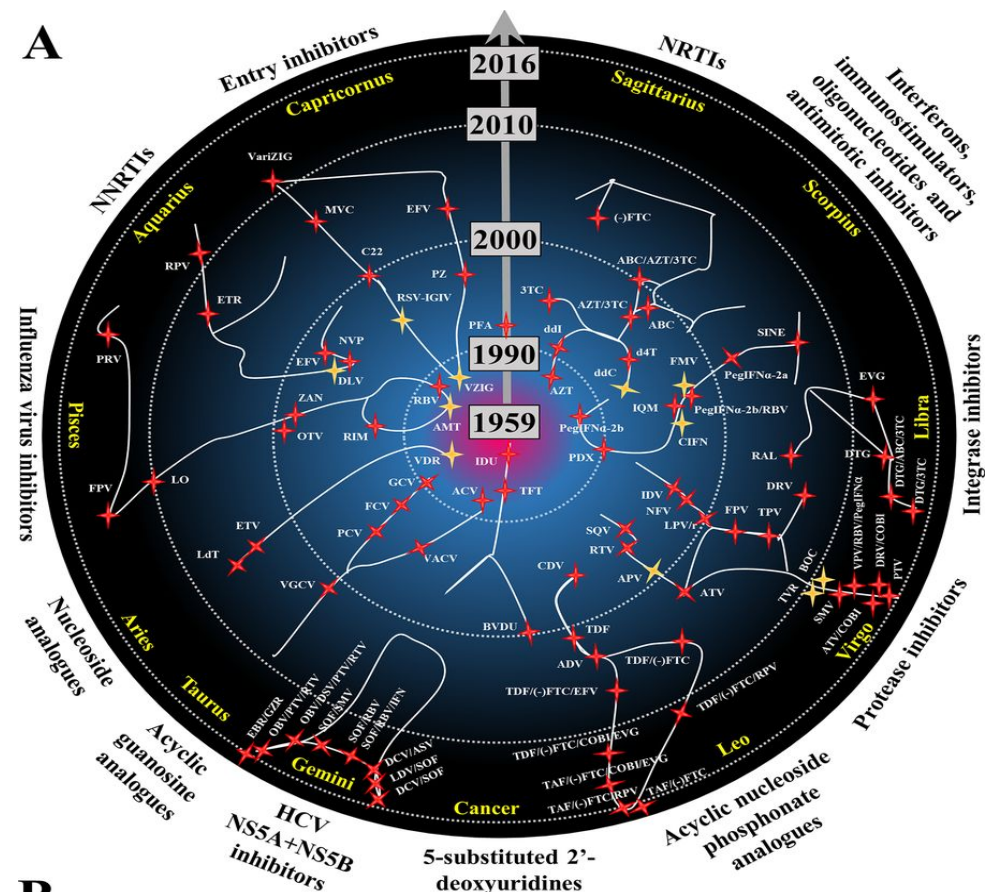 A
2016
2010
2000
1990
1959
Entry inhibitors
Capricornus
NRTIs
Sagittarius
Interferons,
immunostimulators,
oligonucleotides and
antimitotic inhibitors
Scorpius
NNRTIs
Aquarius
Influenza virus inhibitors
Pisces
Integrase inhibitors
Libra
Protease inhibitors
Virgo
Nucleoside
analogues
Aries
Acyclic
guanosine
analogues
Taurus
HCV
NS5A+NS5B
inhibitors
Gemini
5-substituted 2'-
deoxyuridines
Cancer
Acyclic nucleoside
phosphonate
analogues
Leo
VariZIG
MVC
EFV
C22
PZ
RSV-IGIV
PFA
VZIG
RPV
ETR
NVP
EFV
DLV
RBV
AMT
ZAN
OTV
RIM
PRV
FPV
LO
VDR
ETV
LdT
IDU
TFT
ACV
GCV
FCV
PCV
VACV
VGCV
BVDU
(-)FTC
ABC/AZT/3TC
3TC
AZT/3TC
ABC
ddI
d4T
ddC
AZT
FMV
SINE
PegIFNα-2a
IQM
PegIFNα-2b/RBV
PegIFNα-2b
CIFN
PDX
EVG
RAL
DTG
DTG/ABC/3TC
DTG/3TC
IDV
NFV
LPV/r
FPV
TPV
DRV
SQV
RTV
APV
ATV
BOC
TVR
SMV
VPV/RBV/PegIFNα
DRV/COBI
ATV/COBI
PTV
CDV
TDF
ADV
TDF/(-)FTC
TDF/(-)FTC/EFV
TDF/(-)FTC/RPV
TDF/(-)FTC/COBI/EVG
TAF/(-)FTC/COBI/EVG
TAF/(-)FTC/RPV
TAF/(-)FTC
EBR/GZR
OBV/PTV/RTV
OBV/DSV/PTV/RTV
SOF/SMV
SOF/RBV
SOF/RBV/IFN
DCV/ASV
LDV/SOF
DCV/SOF